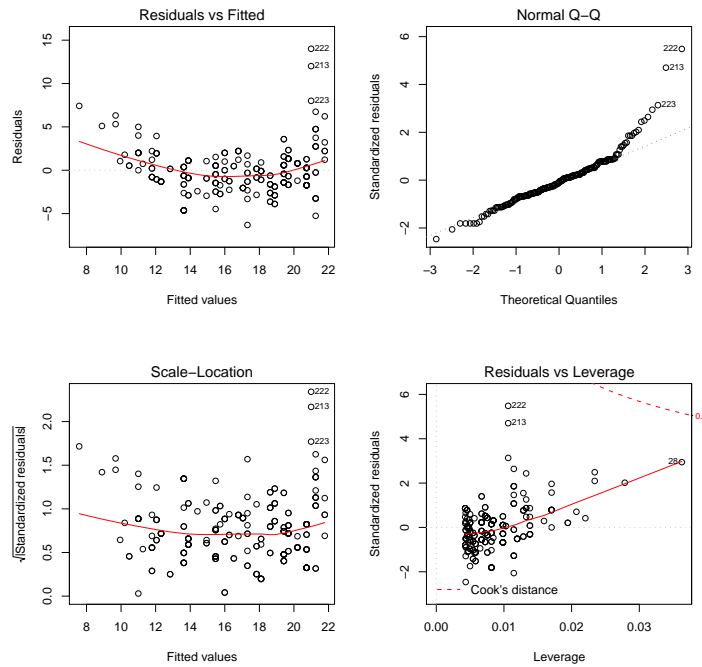 Residuals vs Fitted
Residuals
15
10
5
0
−5
222
213
223
8 10 12 14 16 18 20 22
Fitted values
Normal Q−Q
Standardized residuals
6
4
2
0
−2
222
213
223
−3 −2 −1 0 1 2 3
Theoretical Quantiles
Scale−Location
√|Standardized residuals|
2.0
1.5
1.0
0.5
0.0
222
213
223
8 10 12 14 16 18 20 22
Fitted values
Residuals vs Leverage
Standardized residuals
6
4
2
0
−2
222
213
28
0.
Cook's distance
0.00 0.01 0.02 0.03
Leverage